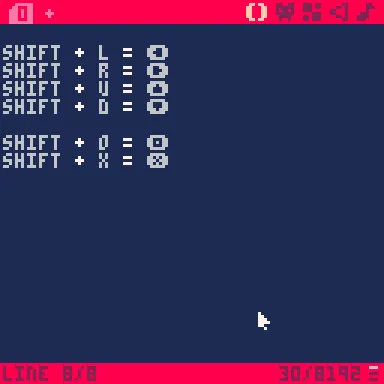 0 +
SHIFT + L = ⬅️
SHIFT + R = ➡️
SHIFT + U = ⬆️
SHIFT + D = ⬇️
SHIFT + O = 🅾️
SHIFT + X = ❎
LINE 8/8 30/8192